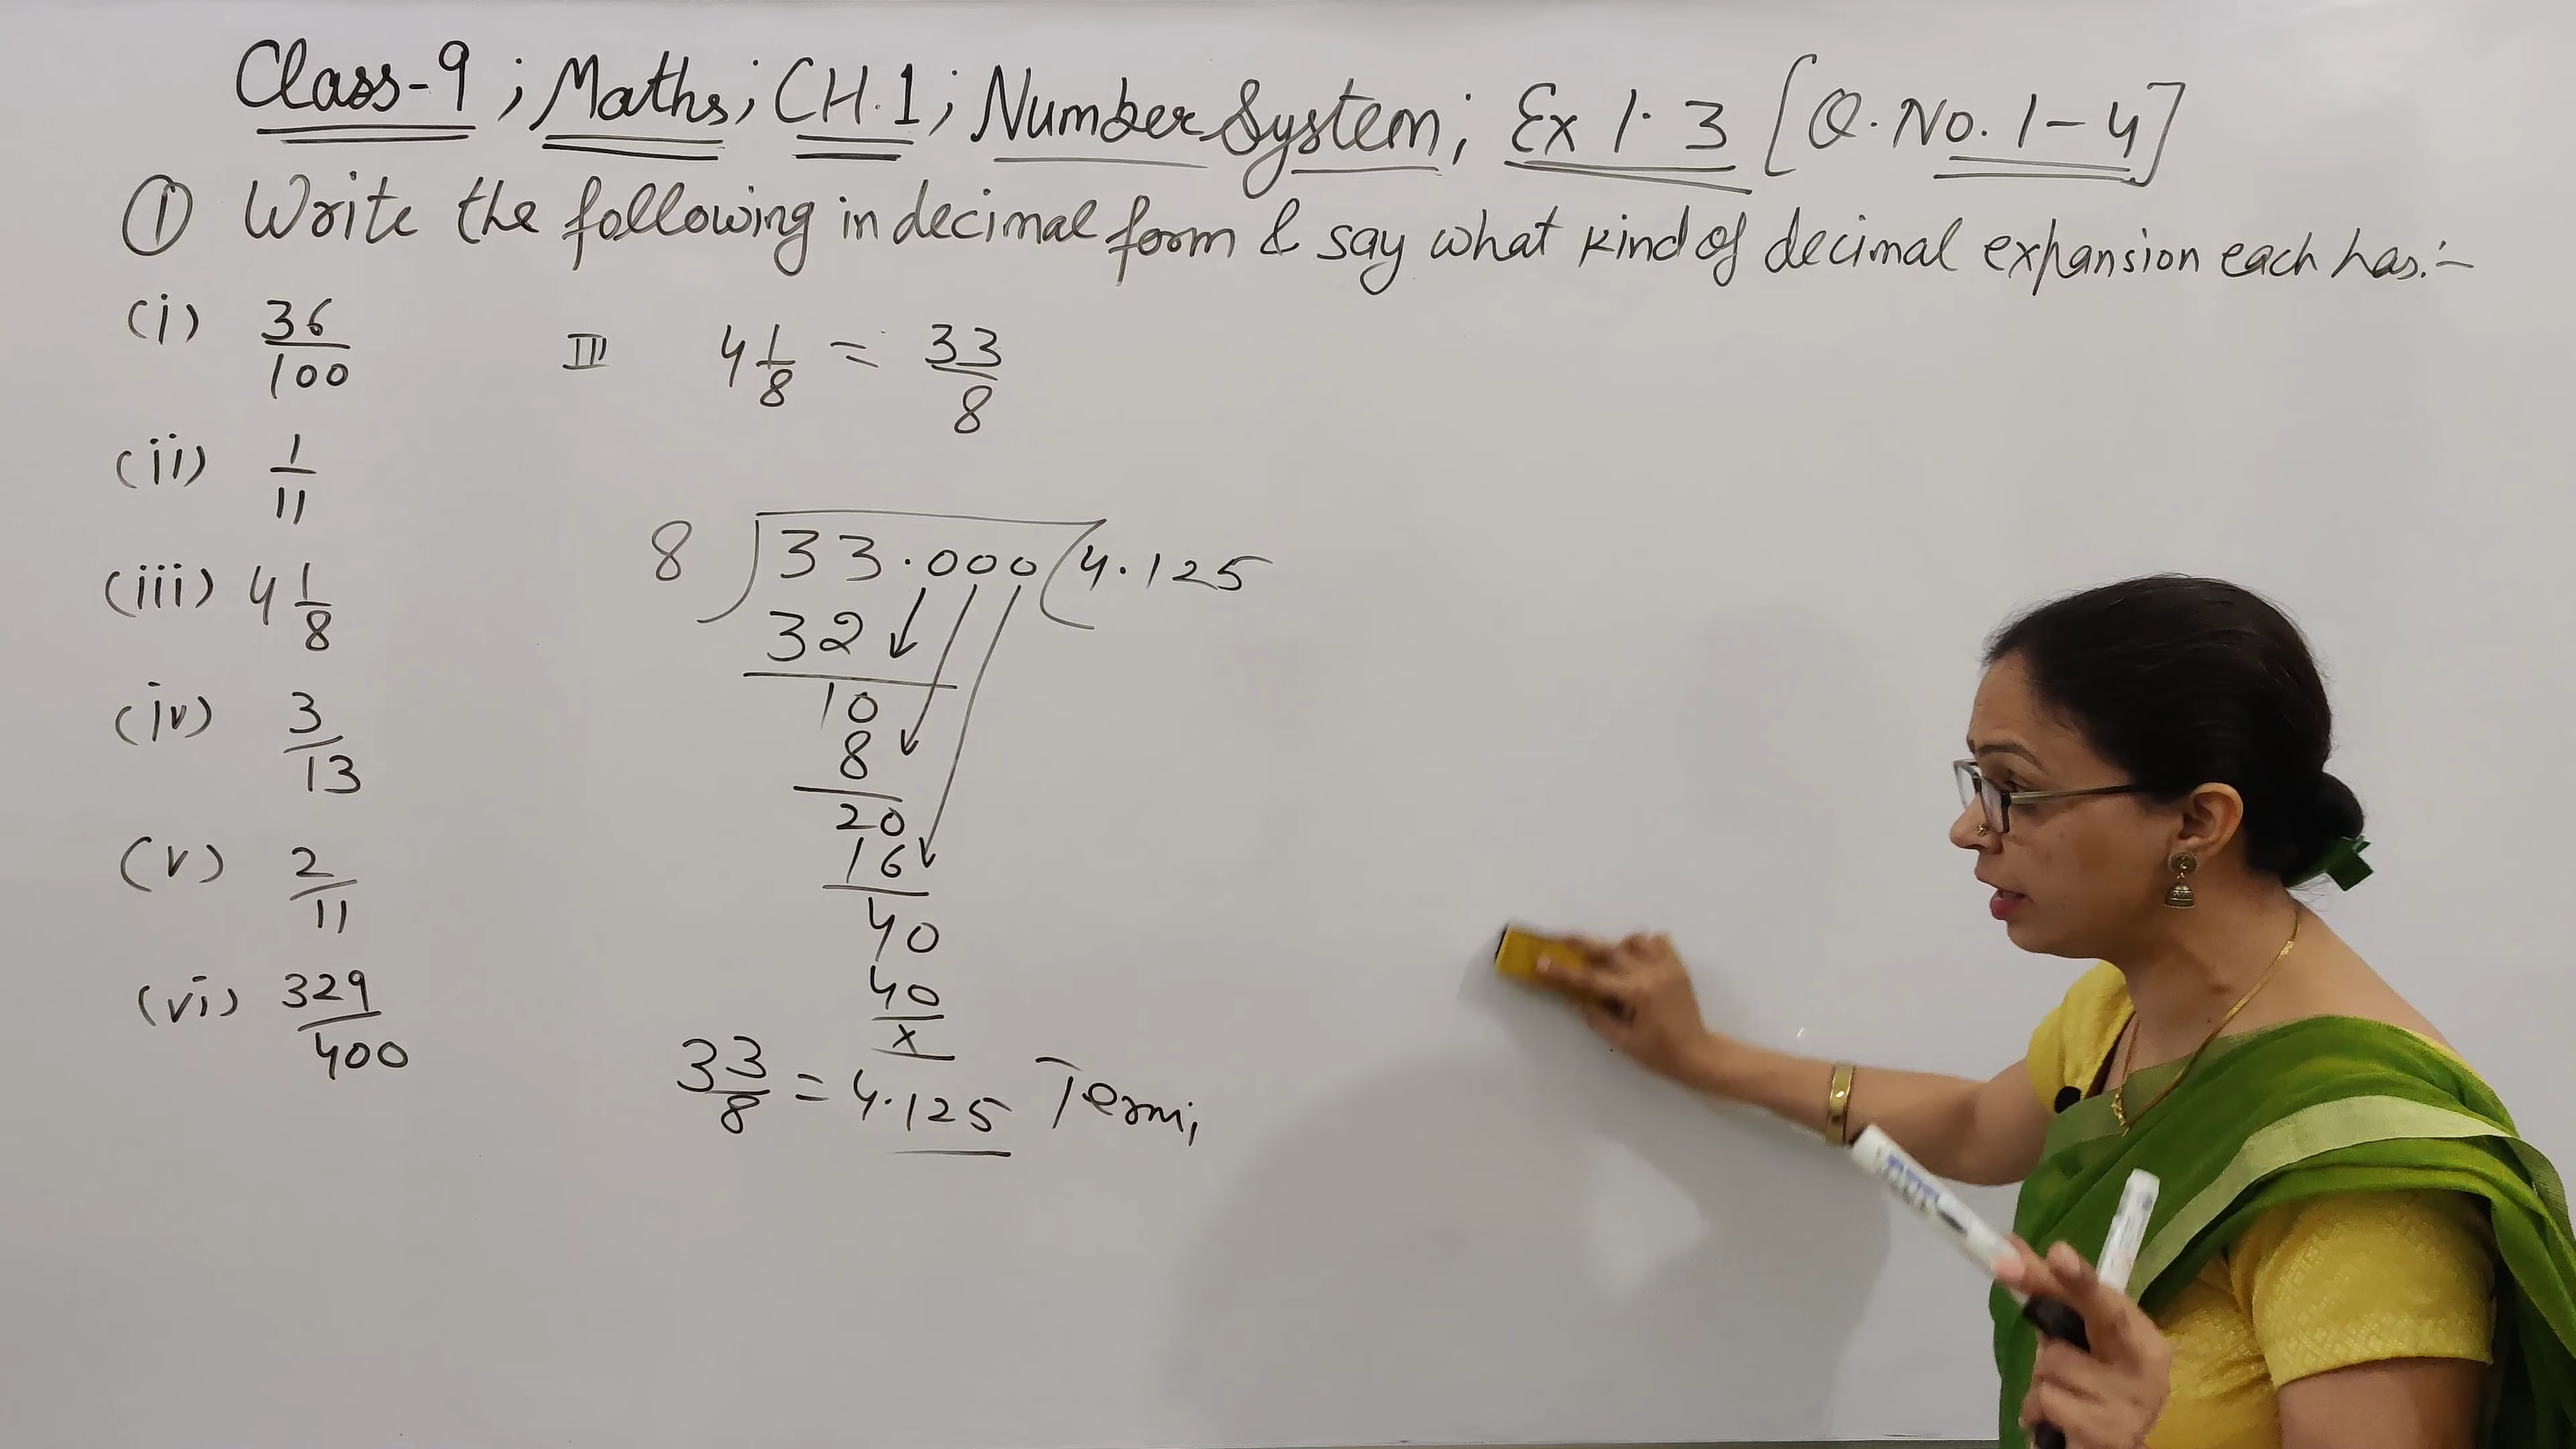 Class-9 ; Maths; CH.1; Number System; Ex 1.3 [Q.No. 1-4]
① Write the following in decimal form & say what kind of decimal expansion each has:-
(i) 36/100
(ii) 1/11
(iii) 4 1/8
(iv) 3/13
(v) 2/11
(vi) 329/400
III 4 1/8 = 33/8
8 ) 33.000 ( 4.125
32
10
8
20
16
40
40
x
33/8 = 4.125 Termi,